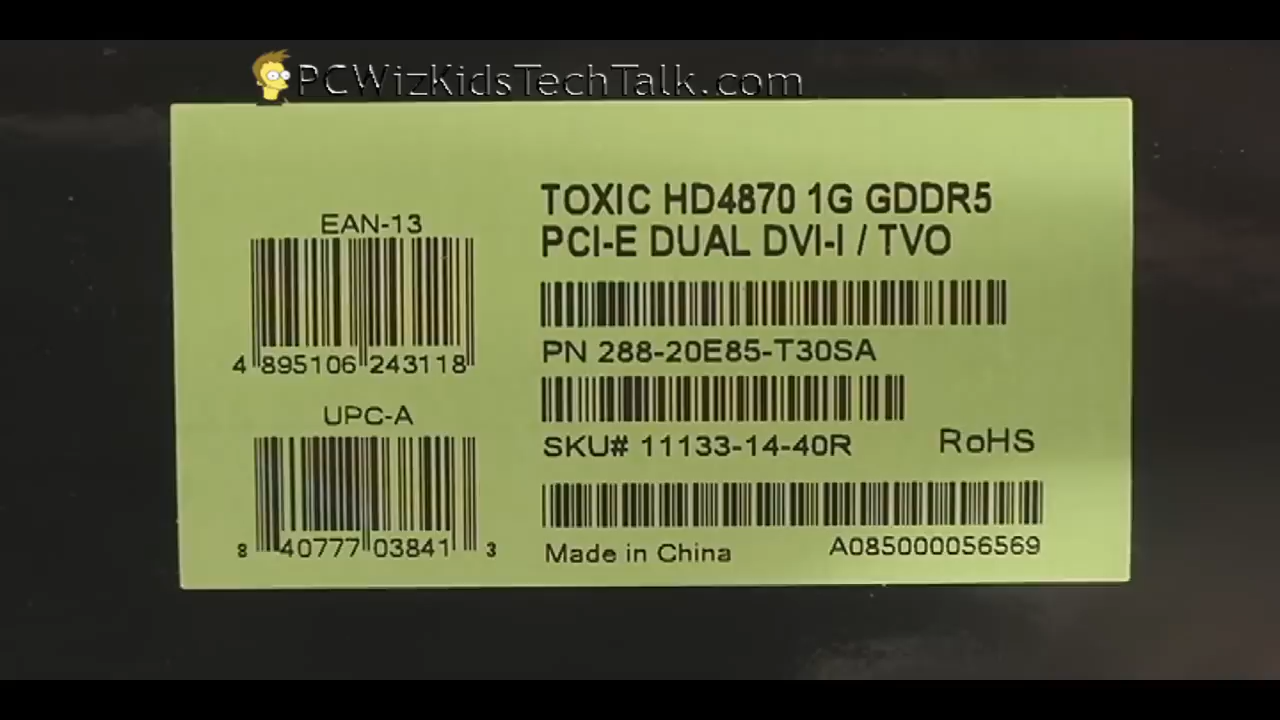 PCWizKidsTechTalk.com
TOXIC HD4870 1G GDDR5
PCI-E DUAL DVI-I / TVO
EAN-13
4 895106 243118
PN 288-20E85-T30SA
UPC-A
8 40777 03841 3
SKU# 11133-14-40R
RoHS
Made in China
A085000056569